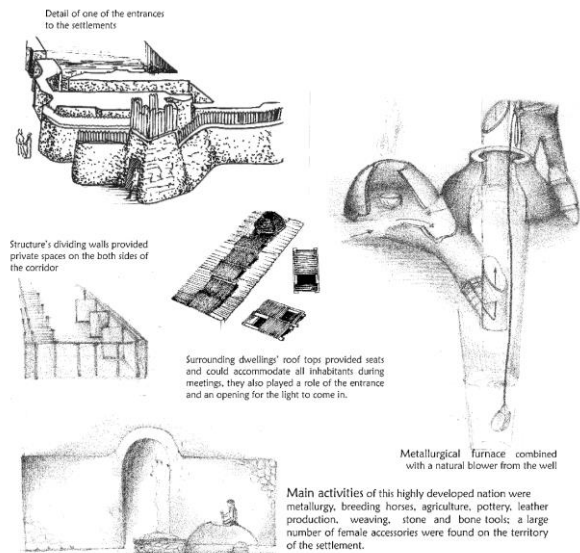 Detail of one of the entrances
to the settlements
Structure's dividing walls provided
private spaces on the both sides of
the corridor
Surrounding dwellings' roof tops provided seats
and could accommodate all inhabitants during
meetings, they also played a role of the entrance
and an opening for the light to come in.
Metallurgical furnace combined
with a natural blower from the well
Main activities of this highly developed nation were
metallurgy, breeding horses, agriculture, pottery, leather
production, weaving, stone and bone tools; a large
number of female accessories were found on the territory
of the settlement.